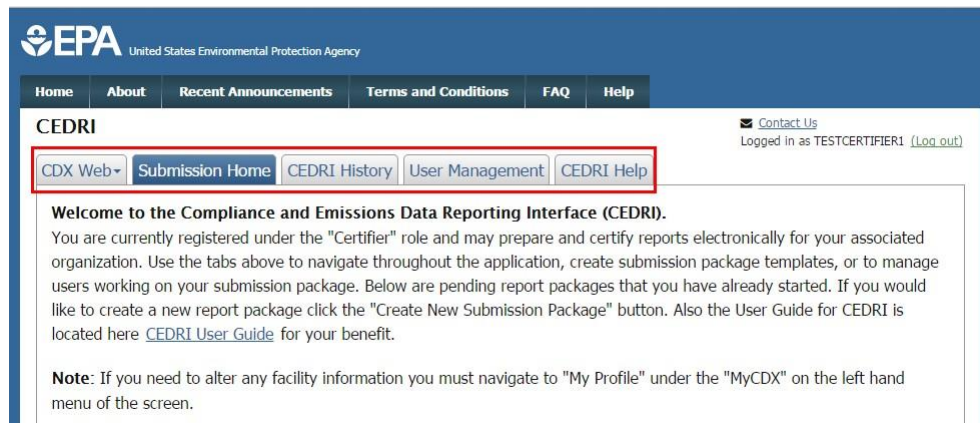 EPA United States Environmental Protection Agency
Home About Recent Announcements Terms and Conditions FAQ Help
CEDRI
Contact Us
Logged in as TESTCERTIFIER1 (Log out)
CDX Web Submission Home CEDRI History User Management CEDRI Help
Welcome to the Compliance and Emissions Data Reporting Interface (CEDRI).
You are currently registered under the "Certifier" role and may prepare and certify reports electronically for your associated
organization. Use the tabs above to navigate throughout the application, create submission package templates, or to manage
users working on your submission package. Below are pending report packages that you have already started. If you would
like to create a new report package click the "Create New Submission Package" button. Also the User Guide for CEDRI is
located here CEDRI User Guide for your benefit.
Note: If you need to alter any facility information you must navigate to "My Profile" under the "MyCDX" on the left hand
menu of the screen.